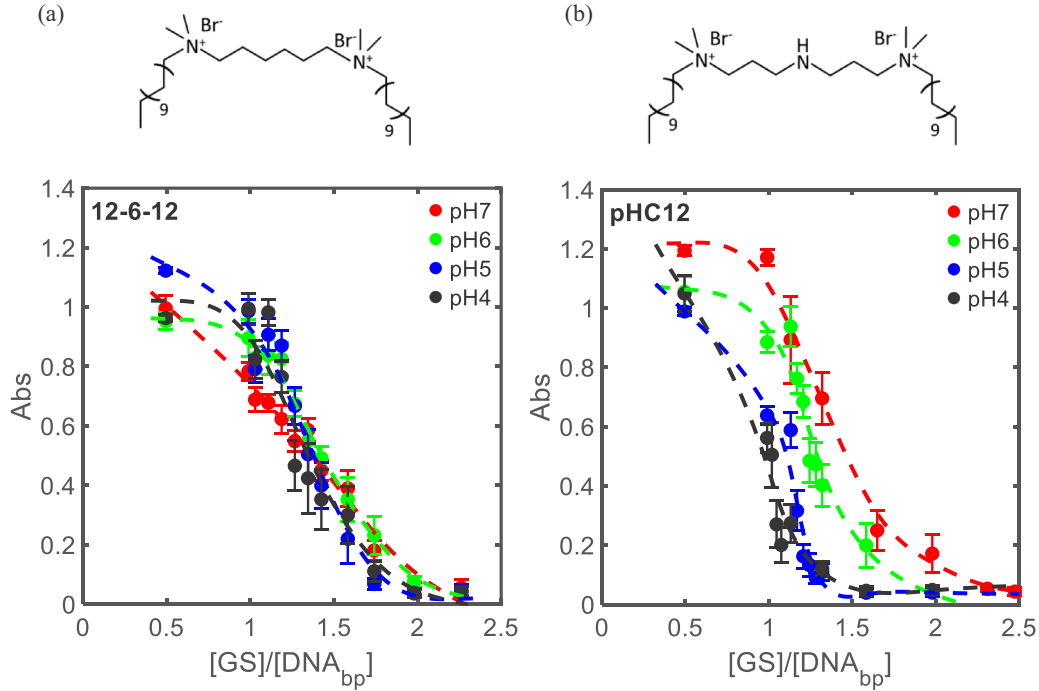 (a)
Br⁻
Br⁻
N⁺
N⁺
9
9
(b)
H
Br⁻
Br⁻
N⁺
N
N⁺
9
9
12-6-12
pH7
pH6
pH5
pH4
1.4
1.2
1
0.8
0.6
0.4
0.2
0
Abs
0 0.5 1 1.5 2 2.5
[GS]/[DNA_bp]
pHC12
pH7
pH6
pH5
pH4
1.4
1.2
1
0.8
0.6
0.4
0.2
0
Abs
0 0.5 1 1.5 2 2.5
[GS]/[DNA_bp]